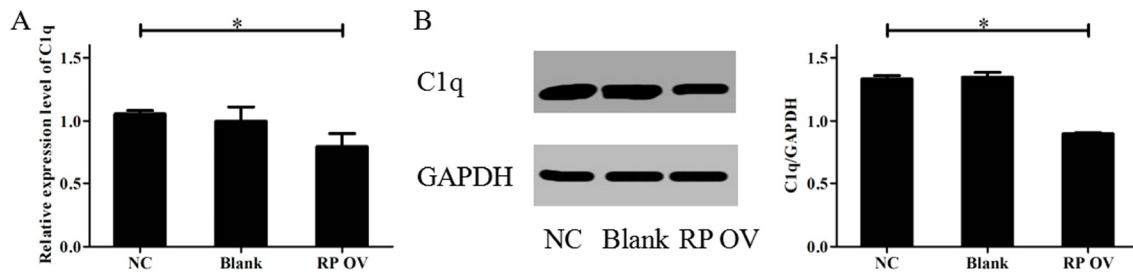 A
*
Relative expression level of C1q
1.5
1.0
0.5
0.0
NC Blank RP OV
B
C1q
GAPDH
NC Blank RP OV
*
C1q/GAPDH
1.5
1.0
0.5
0.0
NC Blank RP OV